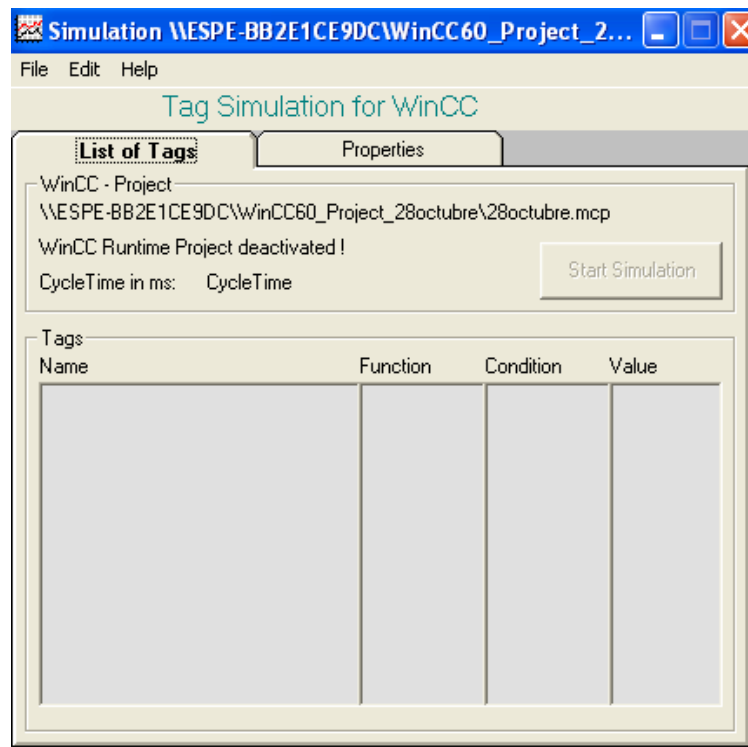 Simulation \\ESPE-BB2E1CE9DC\WinCC60_Project_2...
File Edit Help
Tag Simulation for WinCC
List of Tags Properties
WinCC - Project
\\ESPE-BB2E1CE9DC\WinCC60_Project_28octubre\28octubre.mcp
WinCC Runtime Project deactivated !
CycleTime in ms: CycleTime
Start Simulation
Tags
Name Function Condition Value